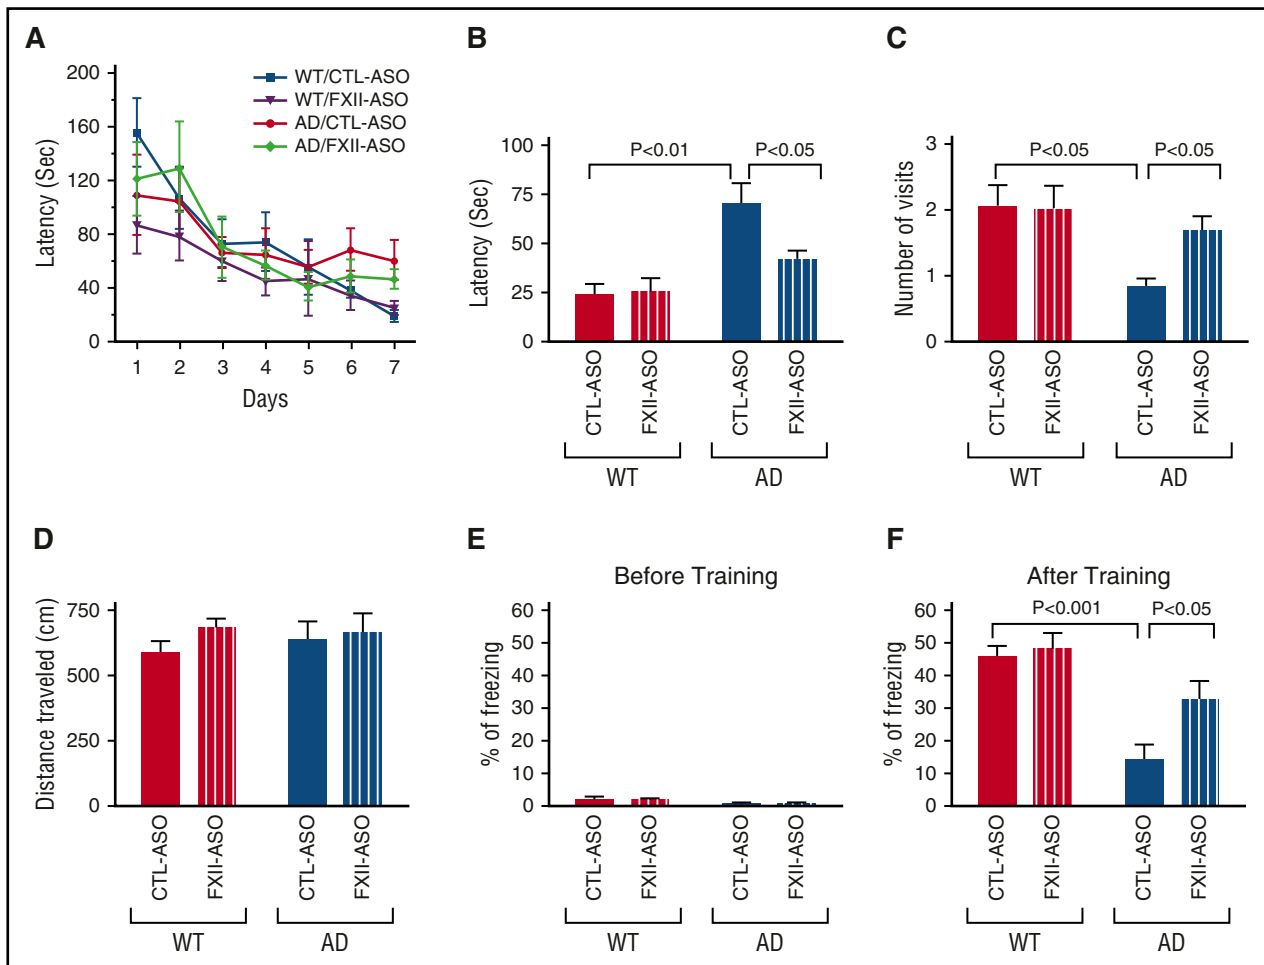 A
Latency (Sec)
200
160
120
80
40
0
1 2 3 4 5 6 7
Days
WT/CTL-ASO
WT/FXII-ASO
AD/CTL-ASO
AD/FXII-ASO
B
Latency (Sec)
100
75
50
25
0
P<0.01 P<0.05
CTL-ASO FXII-ASO CTL-ASO FXII-ASO
WT AD
C
Number of visits
3
2
1
0
P<0.05 P<0.05
CTL-ASO FXII-ASO CTL-ASO FXII-ASO
WT AD
D
Distance traveled (cm)
750
500
250
0
CTL-ASO FXII-ASO CTL-ASO FXII-ASO
WT AD
E
Before Training
% of freezing
60
50
40
30
20
10
0
CTL-ASO FXII-ASO CTL-ASO FXII-ASO
WT AD
F
After Training
% of freezing
60
50
40
30
20
10
0
P<0.001 P<0.05
CTL-ASO FXII-ASO CTL-ASO FXII-ASO
WT AD